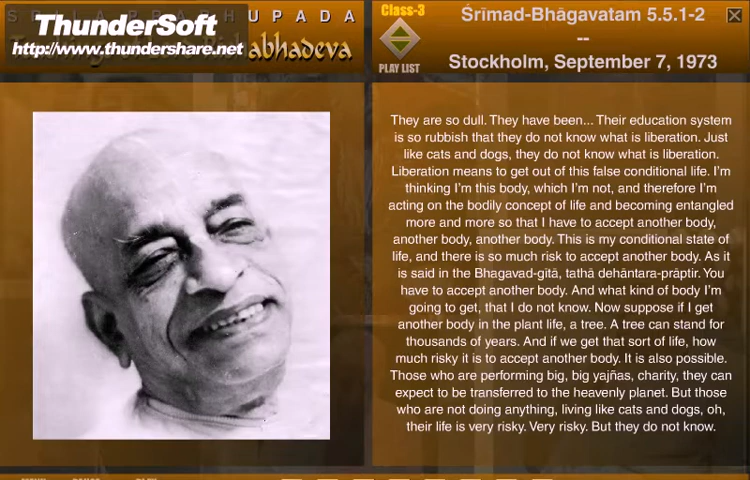 SRILA PRABHUPADA
ThunderSoft
http://www.thundershare.net
abhadeva
Class-3
PLAY LIST
Śrīmad-Bhāgavatam 5.5.1-2
--
Stockholm, September 7, 1973
They are so dull. They have been... Their education system
is so rubbish that they do not know what is liberation. Just
like cats and dogs, they do not know what is liberation.
Liberation means to get out of this false conditional life. I'm
thinking I'm this body, which I'm not, and therefore I'm
acting on the bodily concept of life and becoming entangled
more and more so that I have to accept another body,
another body, another body. This is my conditional state of
life, and there is so much risk to accept another body. As it
is said in the Bhagavad-gītā, tathā dehāntara-prāptir. You
have to accept another body. And what kind of body I'm
going to get, that I do not know. Now suppose if I get
another body in the plant life, a tree. A tree can stand for
thousands of years. And if we get that sort of life, how
much risky it is to accept another body. It is also possible.
Those who are performing big, big yajñas, charity, they can
expect to be transferred to the heavenly planet. But those
who are not doing anything, living like cats and dogs, oh,
their life is very risky. Very risky. But they do not know.